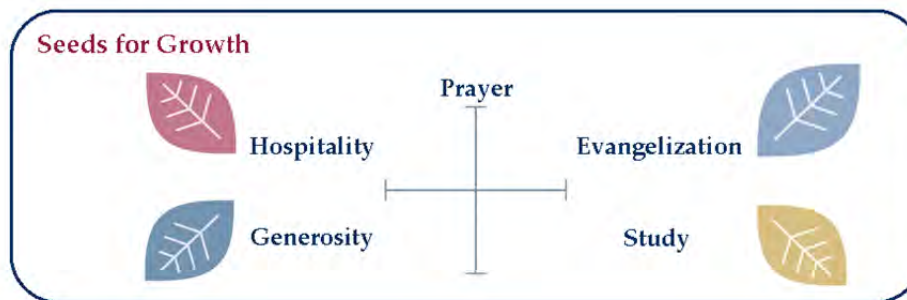 Seeds for Growth
Prayer
Hospitality
Evangelization
Generosity
Study